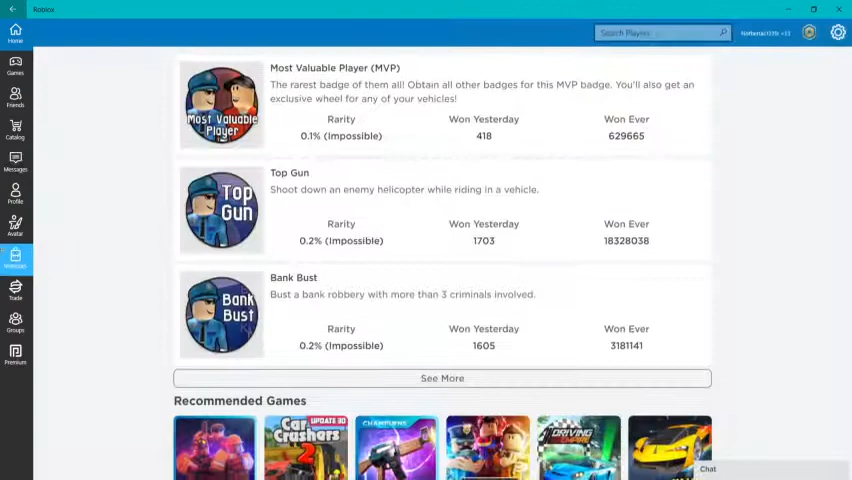 Roblox
Home
Search Players
Games
Friends
Catalog
Messages
Profile
Avatar
Trade
Groups
Premium
Most Valuable Player (MVP)
The rarest badge of them all! Obtain all other badges for this MVP badge. You'll also get an
exclusive wheel for any of your vehicles!
Rarity Won Yesterday Won Ever
0.1% (Impossible) 418 629665
Most Valuable
Player
Top Gun
Shoot down an enemy helicopter while riding in a vehicle.
Rarity Won Yesterday Won Ever
0.2% (Impossible) 1703 18328038
Top
Gun
Bank Bust
Bust a bank robbery with more than 3 criminals involved.
Rarity Won Yesterday Won Ever
0.2% (Impossible) 1605 3181141
Bank
Bust
See More
Recommended Games
Car
Crushers
2
UPDATE 30
CHAMPIONS
DRIVING
EMPIRE
Chat